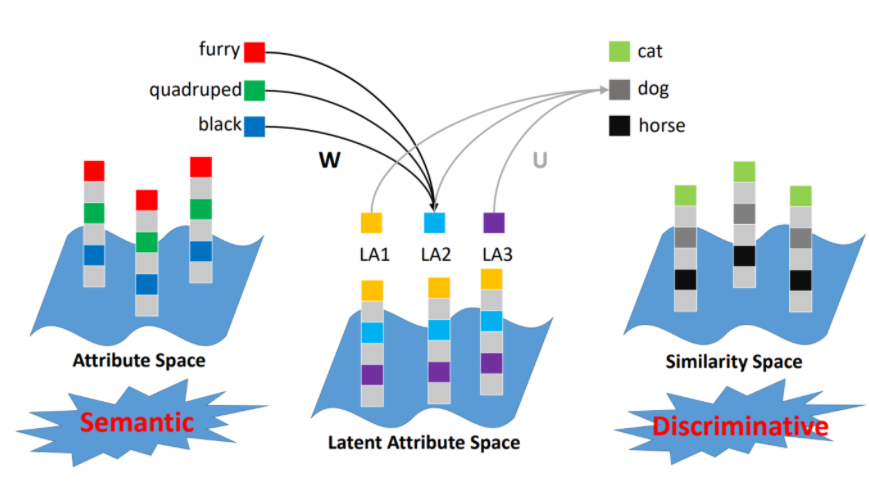 furry
quadruped
black
W
U
cat
dog
horse
LA1 LA2 LA3
Attribute Space
Similarity Space
Semantic
Discriminative
Latent Attribute Space